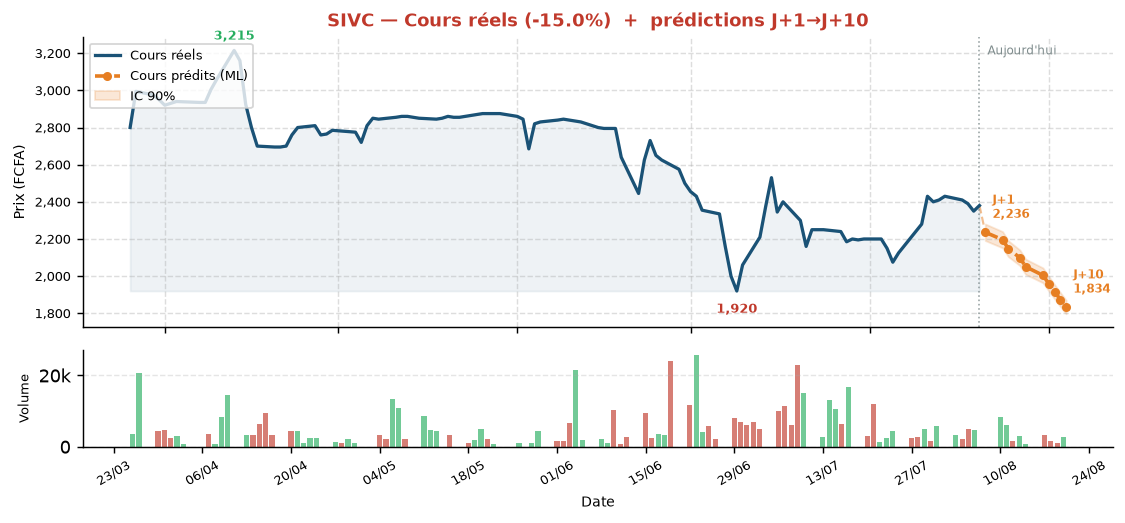 SIVC — Cours réels (-15.0%)  +  prédictions J+1→J+10
Prix (FCFA)
3,200
3,000
2,800
2,600
2,400
2,200
2,000
1,800
Cours réels
Cours prédits (ML)
IC 90%
3,215
1,920
Aujourd'hui
J+1
2,236
J+10
1,834
Volume
20k
0
23/03
06/04
20/04
04/05
18/05
01/06
15/06
29/06
13/07
27/07
10/08
24/08
Date